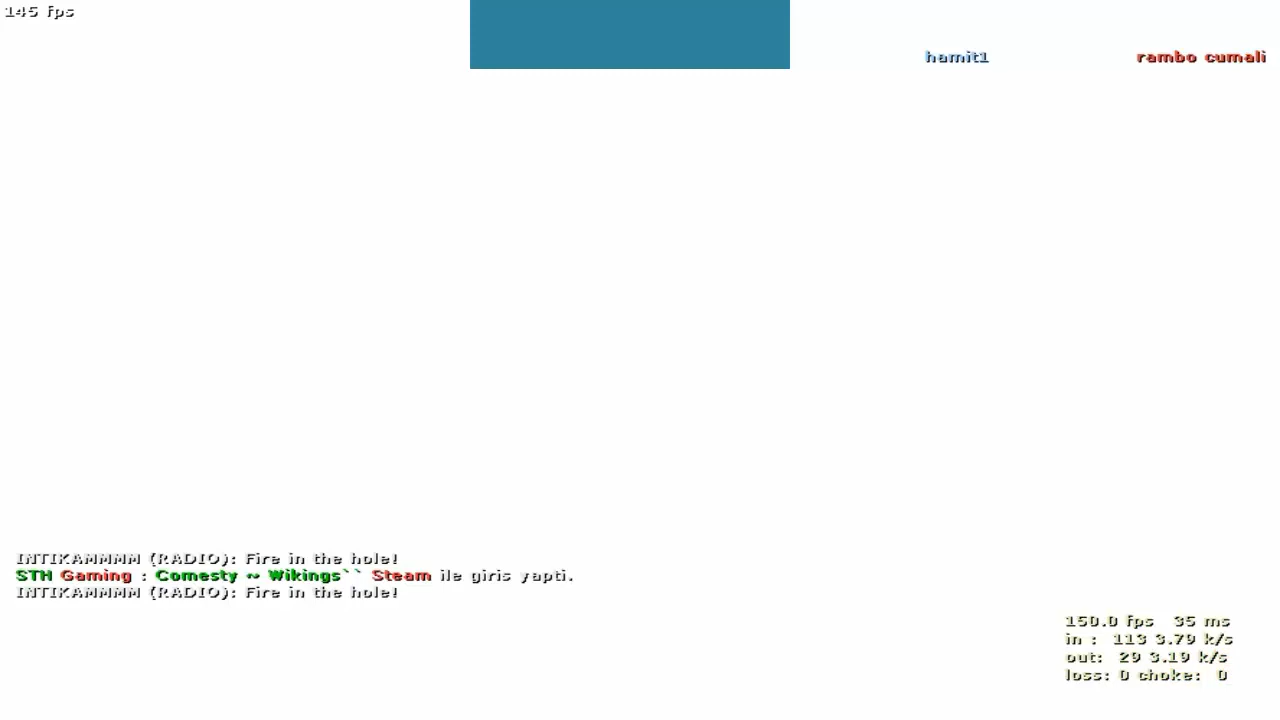 145 fps
hamit1 rambo cumali
INTIKAMMMM (RADIO): Fire in the hole!
STH Gaming : Comesty ~ Wikings`` Steam ile giris yapti.
INTIKAMMMM (RADIO): Fire in the hole!
150.0 fps 35 ms
in : 113 3.79 k/s
out: 29 3.19 k/s
loss: 0 choke: 0